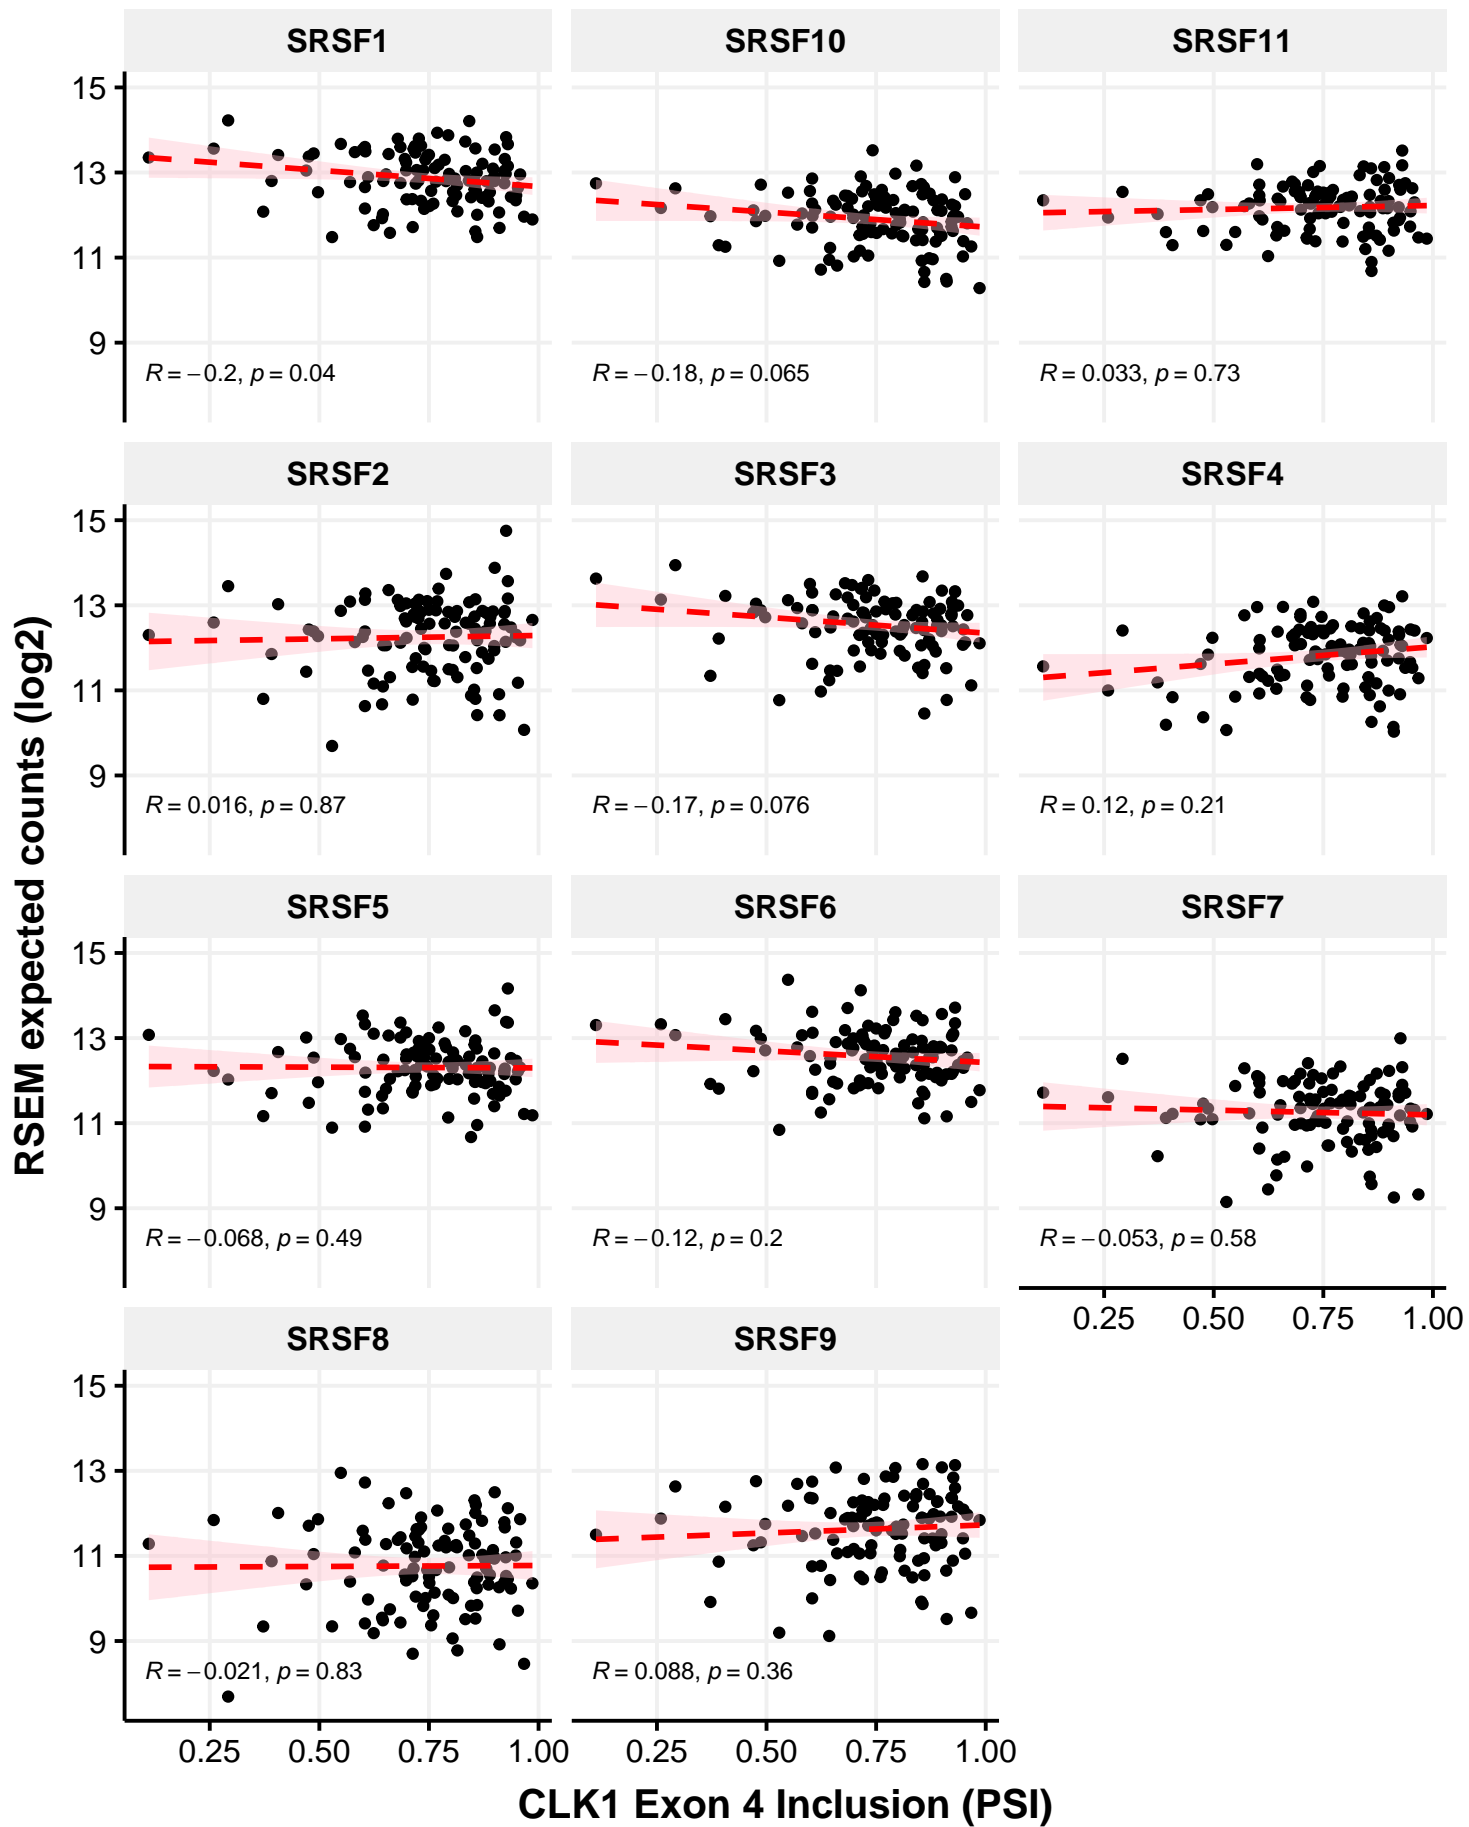 SRSF1 SRSF10 SRSF11
15
13
11
9
R = −0.2, p = 0.04
R = −0.18, p = 0.065
R = 0.033, p = 0.73
SRSF2 SRSF3 SRSF4
15
13
11
9
R = 0.016, p = 0.87
R = −0.17, p = 0.076
R = 0.12, p = 0.21
RSEM expected counts (log2)
SRSF5 SRSF6 SRSF7
15
13
11
9
R = −0.068, p = 0.49
R = −0.12, p = 0.2
R = −0.053, p = 0.58
0.25 0.50 0.75 1.00
SRSF8 SRSF9
15
13
11
9
R = −0.021, p = 0.83
R = 0.088, p = 0.36
0.25 0.50 0.75 1.00
0.25 0.50 0.75 1.00
CLK1 Exon 4 Inclusion (PSI)